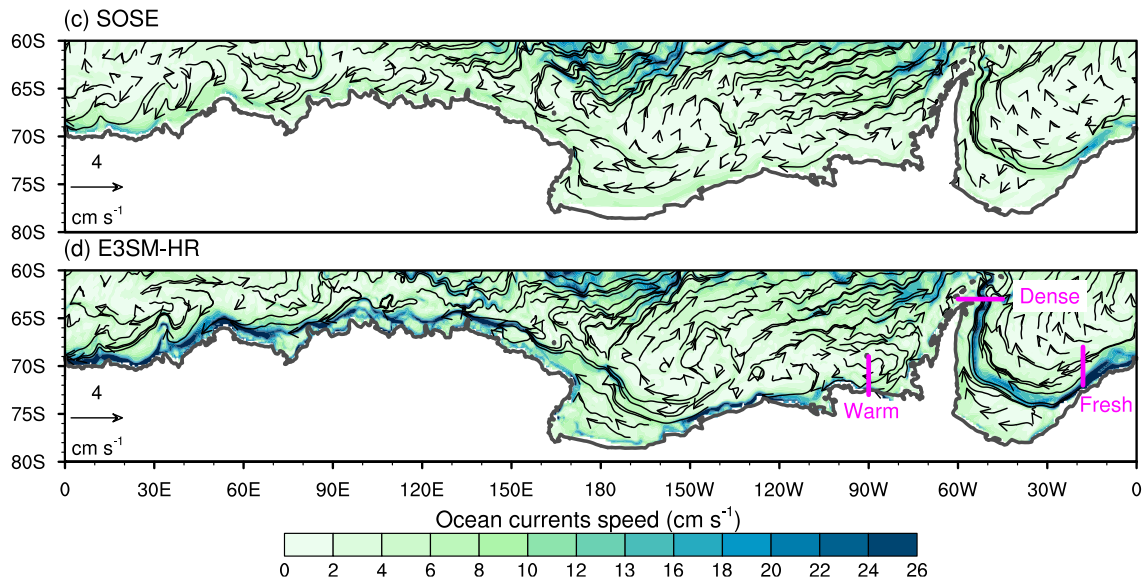 (c) SOSE
60S
65S
70S
75S
80S
4
cm s⁻¹
(d) E3SM-HR
60S
65S
70S
75S
80S
4
cm s⁻¹
Dense
Warm
Fresh
0 30E 60E 90E 120E 150E 180 150W 120W 90W 60W 30W 0
Ocean currents speed (cm s⁻¹)
0 2 4 6 8 10 12 13 14 16 18 20 22 24 26